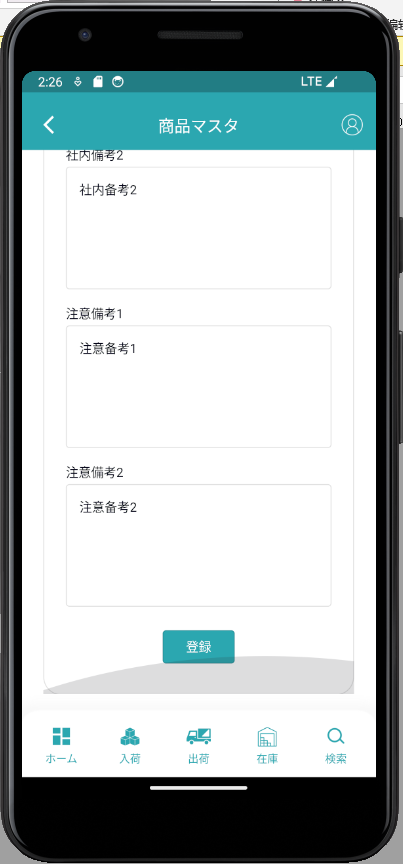 2:26
LTE
商品マスタ
社内備考2
社内备考2
注意備考1
注意备考1
注意備考2
注意备考2
登録
ホーム
入荷
出荷
在庫
検索